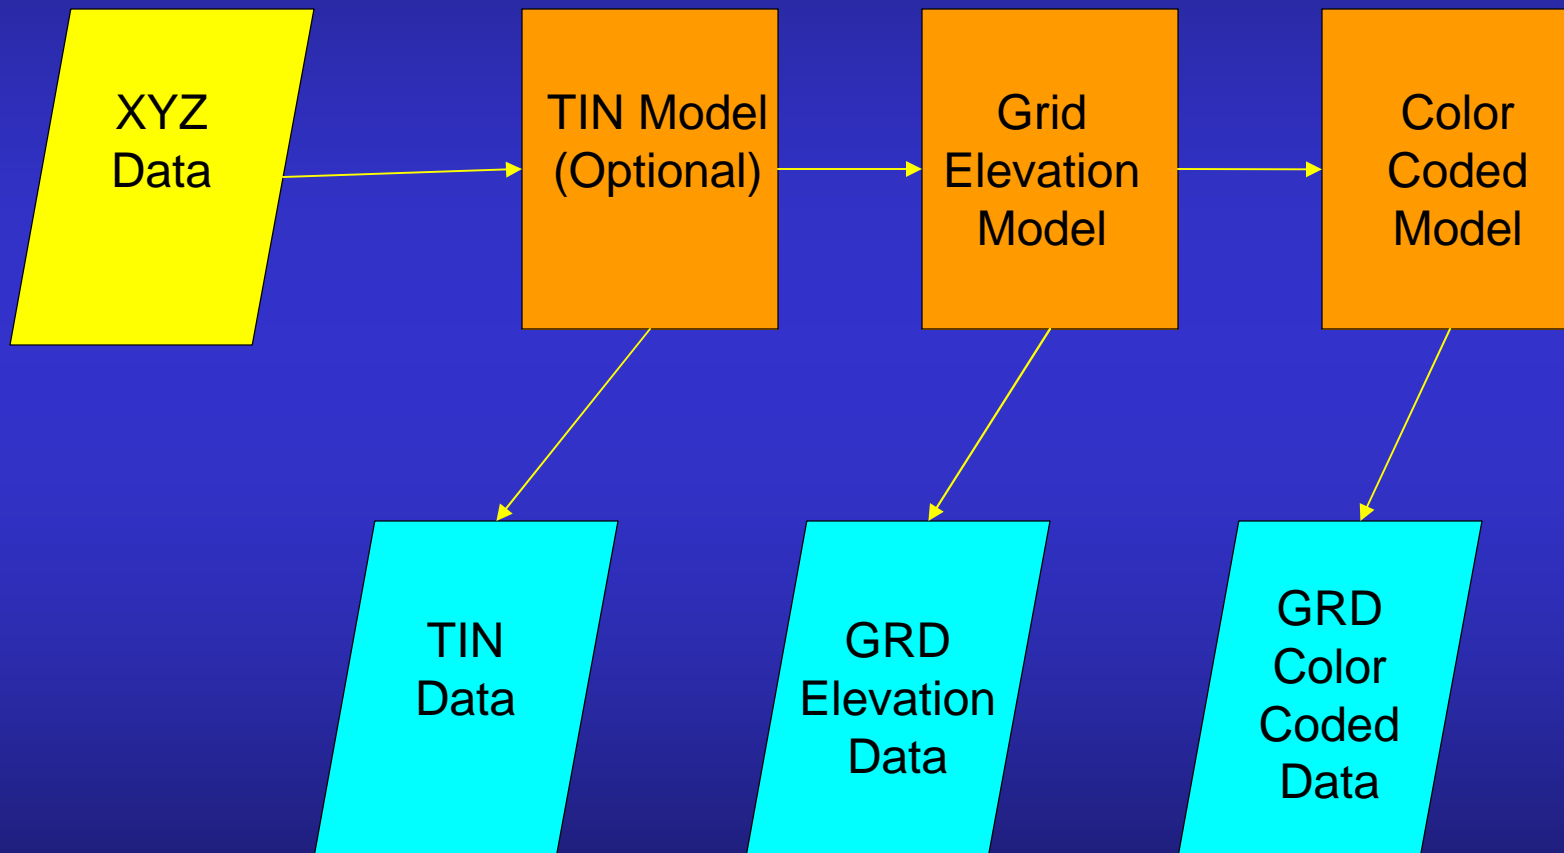 XYZ
Data
TIN Model
(Optional)
Grid
Elevation
Model
Color
Coded
Model
TIN
Data
GRD
Elevation
Data
GRD
Color
Coded
Data